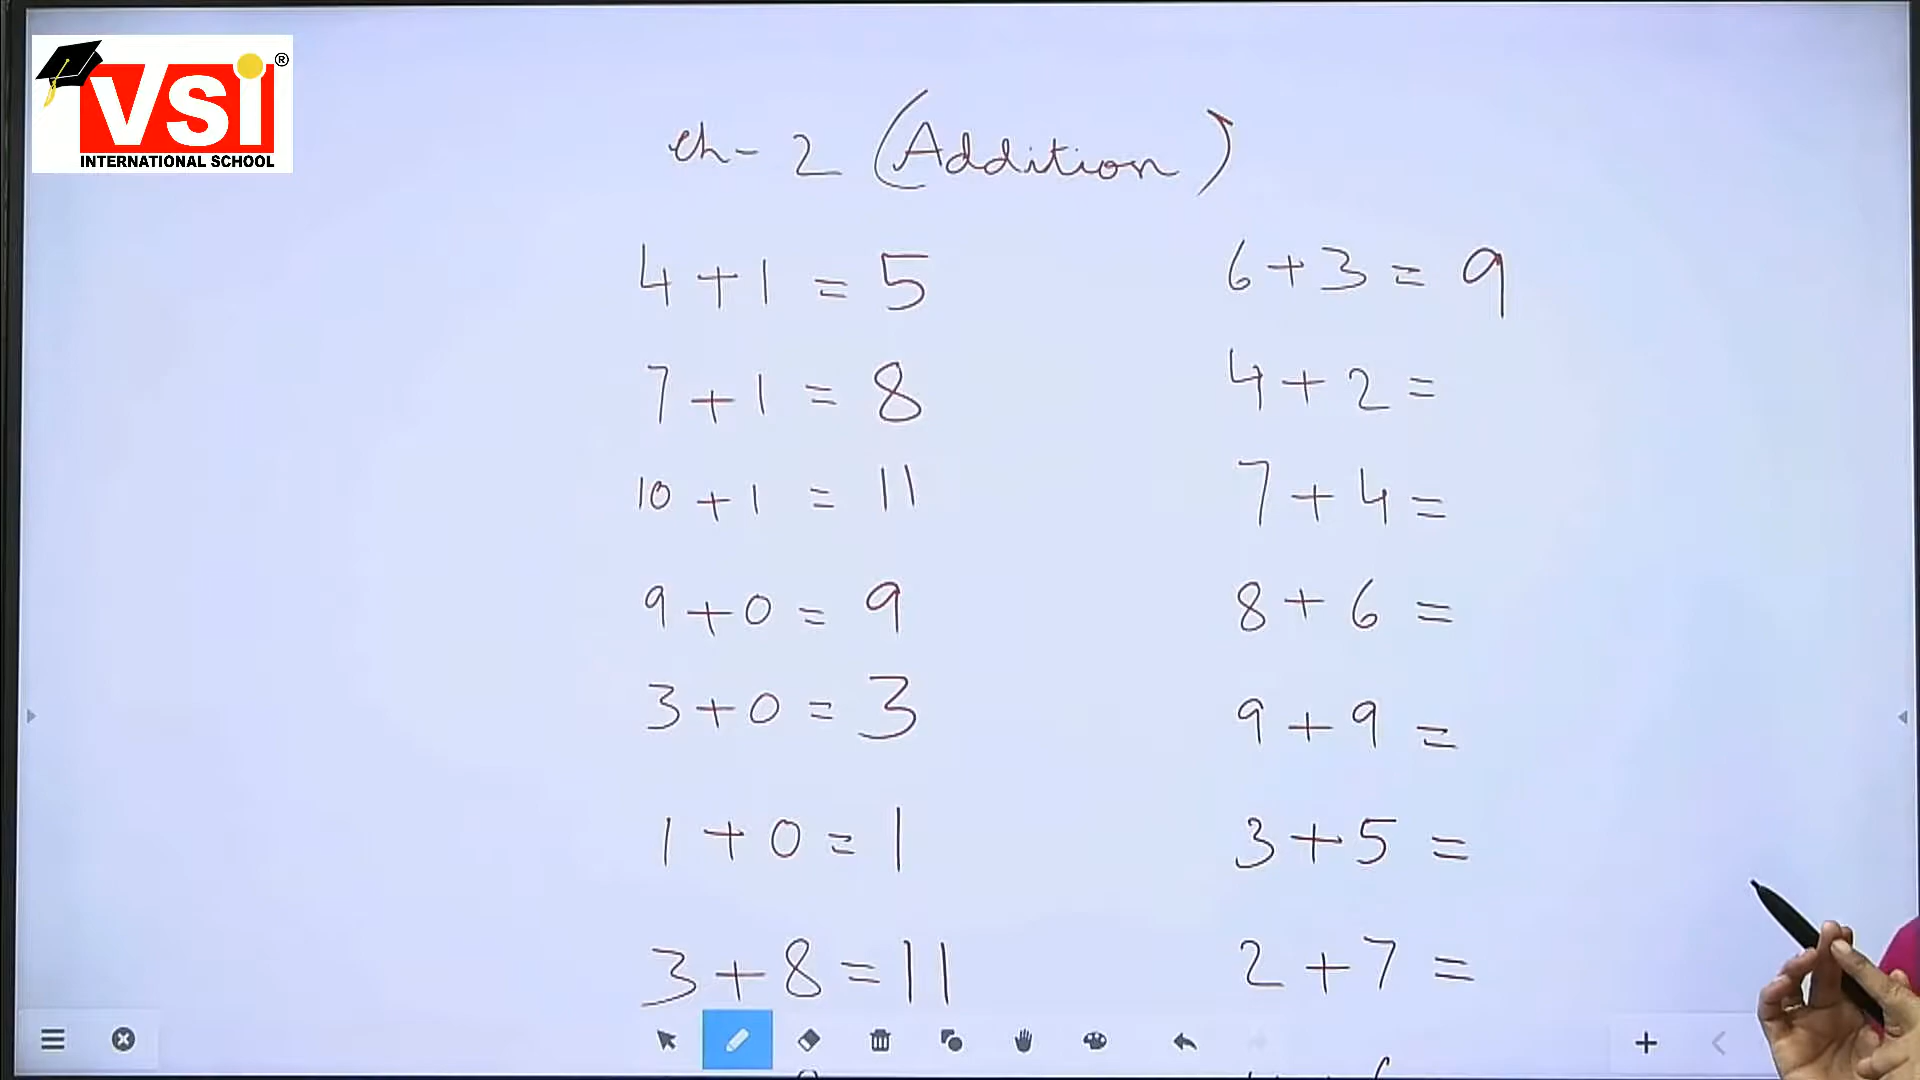 VSI ®
INTERNATIONAL SCHOOL
Ch- 2 (Addition)
4 + 1 = 5
7 + 1 = 8
10 + 1 = 11
9 + 0 = 9
3 + 0 = 3
1 + 0 = 1
3 + 8 = 11
6 + 3 = 9
4 + 2 =
7 + 4 =
8 + 6 =
9 + 9 =
3 + 5 =
2 + 7 =